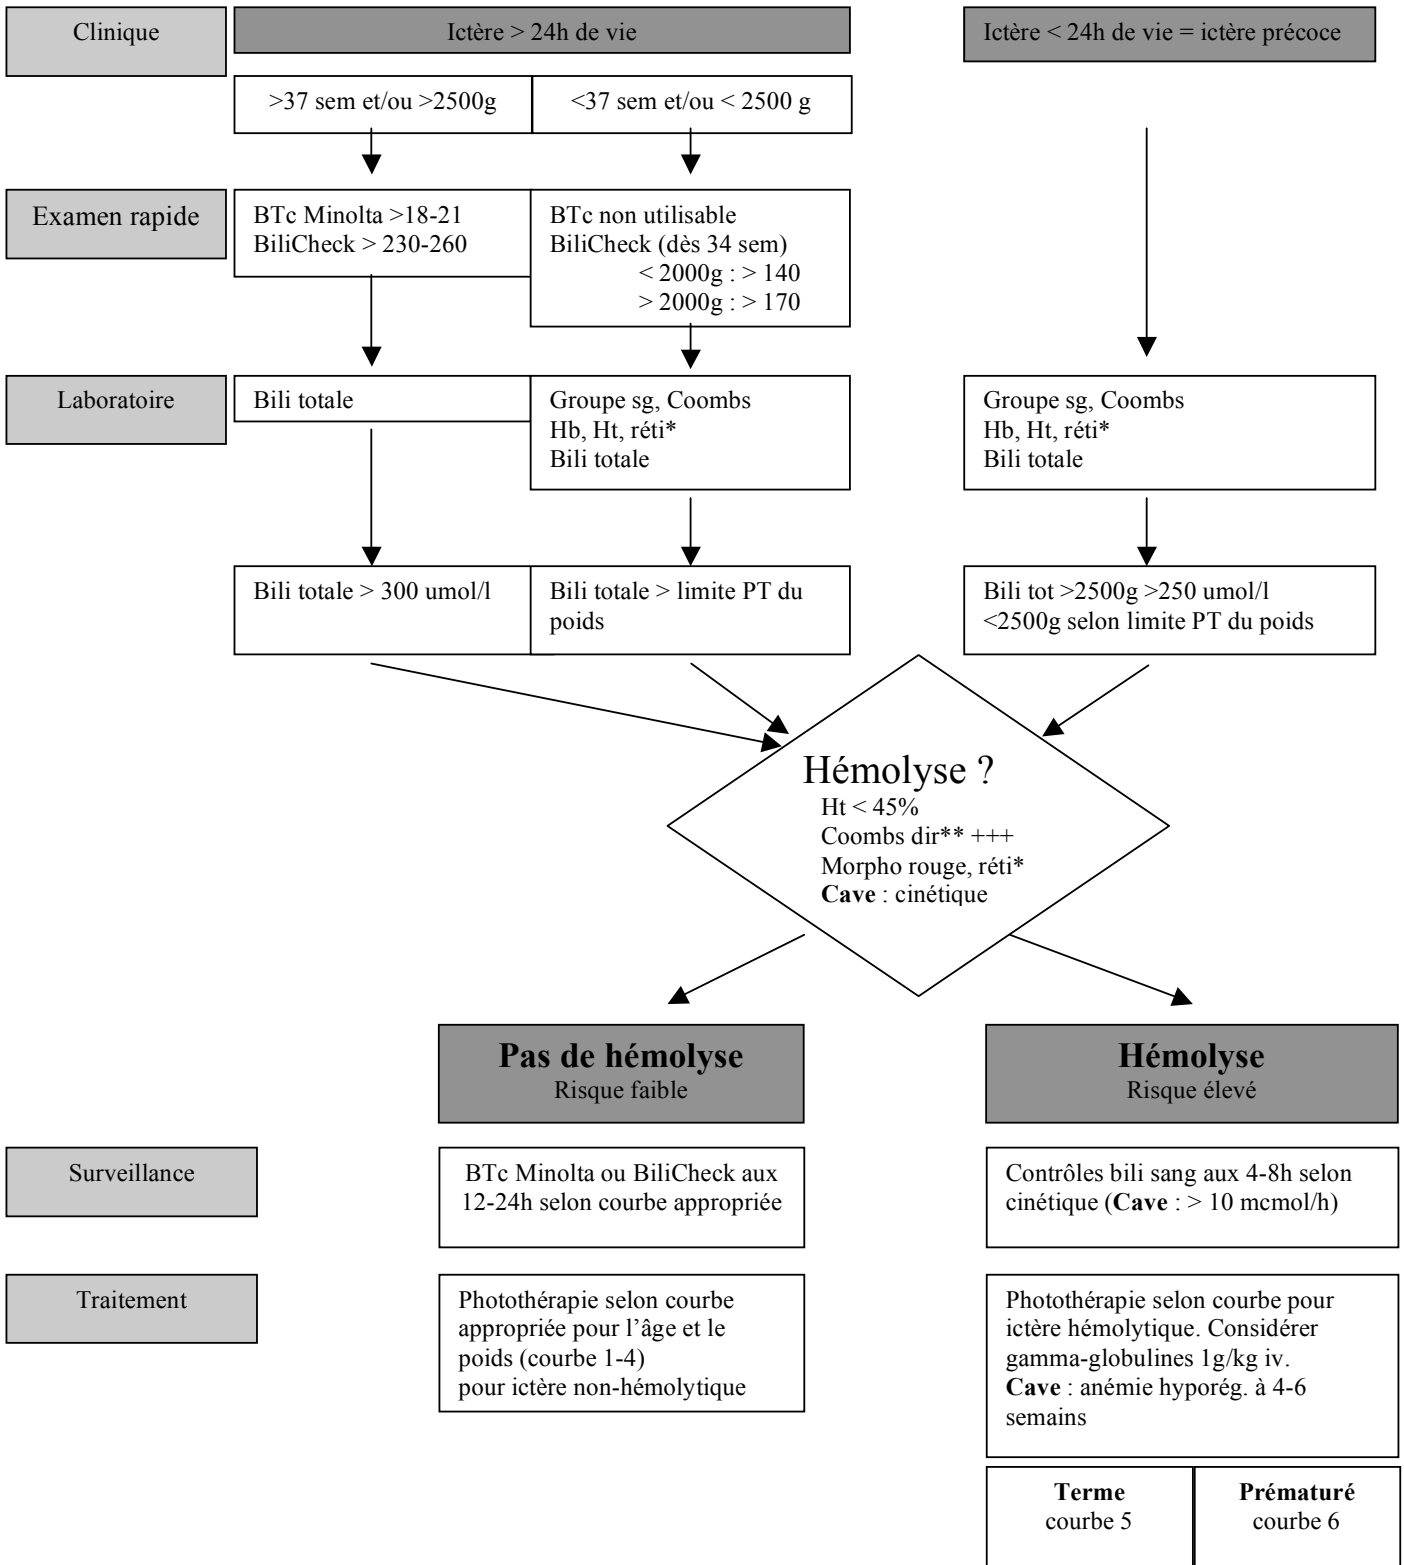 Clinique
Ictère > 24h de vie
Ictère < 24h de vie = ictère précoce
>37 sem et/ou >2500g
<37 sem et/ou < 2500 g
Examen rapide
BTc Minolta >18-21
BiliCheck > 230-260
BTc non utilisable
BiliCheck (dès 34 sem)
< 2000g : > 140
> 2000g : > 170
Laboratoire
Bili totale
Groupe sg, Coombs
Hb, Ht, réti*
Bili totale
Groupe sg, Coombs
Hb, Ht, réti*
Bili totale
Bili totale > 300 umol/l
Bili totale > limite PT du
poids
Bili tot >2500g >250 umol/l
<2500g selon limite PT du poids
Hémolyse ?
Ht < 45%
Coombs dir** +++
Morpho rouge, réti*
Cave : cinétique
Pas de hémolyse
Risque faible
Hémolyse
Risque élevé
Surveillance
BTc Minolta ou BiliCheck aux
12-24h selon courbe appropriée
Contrôles bili sang aux 4-8h selon
cinétique (Cave : > 10 mcmol/h)
Traitement
Photothérapie selon courbe
appropriée pour l'âge et le
poids (courbe 1-4)
pour ictère non-hémolytique
Photothérapie selon courbe pour
ictère hémolytique. Considérer
gamma-globulines 1g/kg iv.
Cave : anémie hyporég. à 4-6
semains
Terme
courbe 5
Prématuré
courbe 6